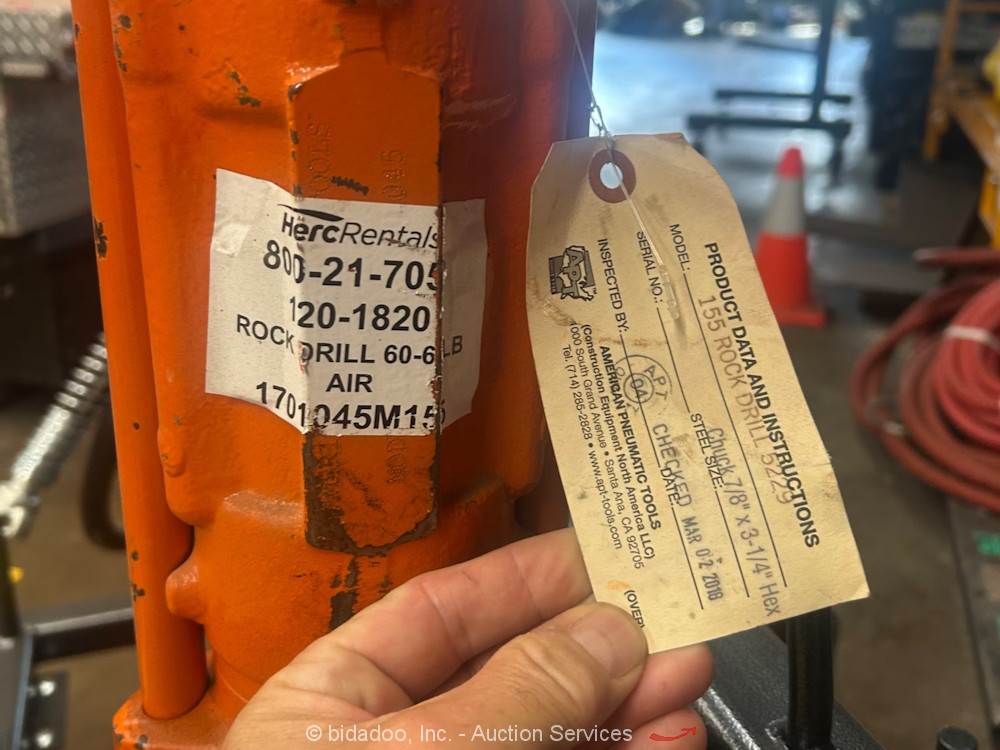 HercRentals
800-21-705
120-1820
ROCK DRILL 60-6 LB
AIR
1701045M15
PRODUCT DATA AND INSTRUCTIONS
155 ROCK DRILL 5229
MODEL:
Chuck 7/8" x 3-1/4" Hex
SERIAL NO.:
STEEL SIZE:
APT CHECKED MAR 02 2018
INSPECTED BY:
DATE:
APT
AMERICAN PNEUMATIC TOOLS
(Construction Equipment North America LLC)
1000 South Grand Avenue • Santa Ana, CA 92705
Tel. (714) 285-2828 • www.apt-tools.com
(OVER)
© bidadoo, Inc. - Auction Services